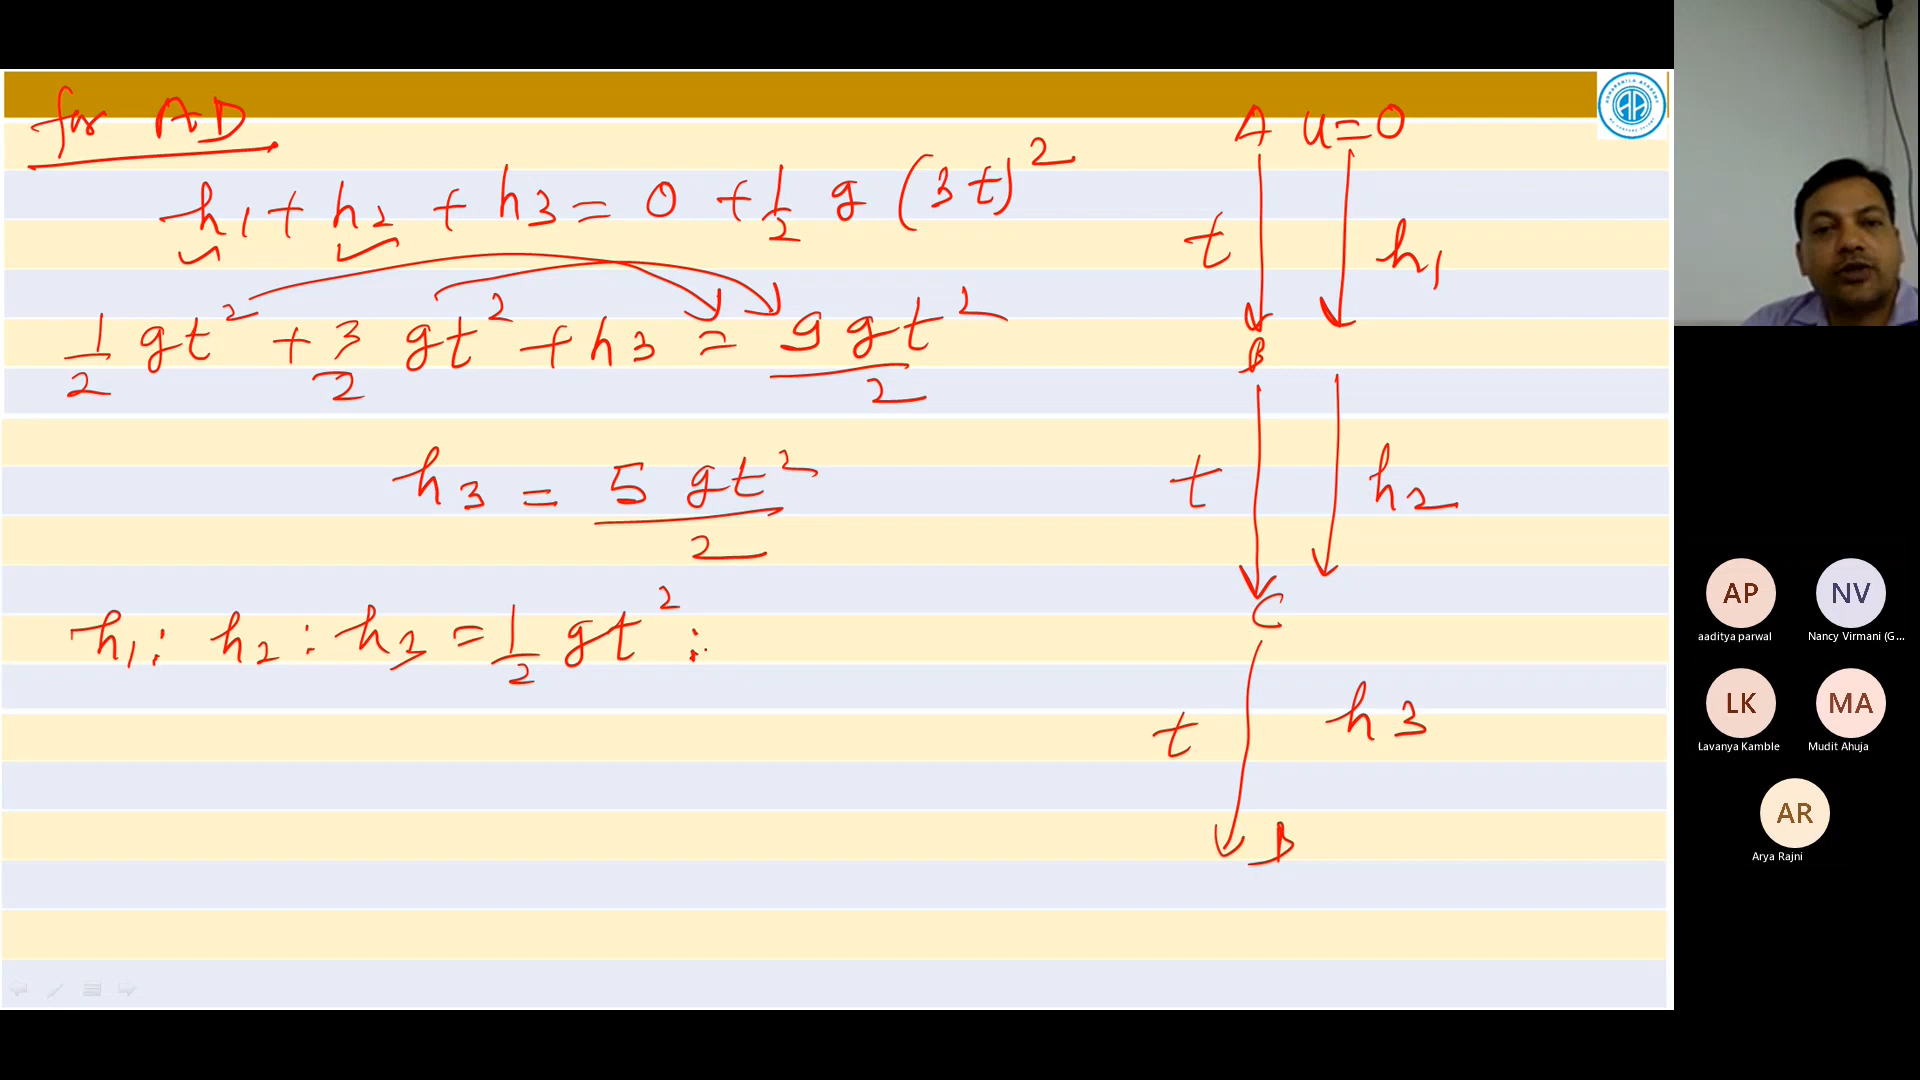 for AD
h1 + h2 + h3 = 0 + 1/2 g (3t)^2
1/2 gt^2 + 3/2 gt^2 + h3 = 9gt^2/2
h3 = 5gt^2/2
h1 : h2 : h3 = 1/2 gt^2 :
A u=0
t h1
B
t h2
C
t h3
D
AP NV
aaditya parwal Nancy Virmani (G...
LK MA
Lavanya Kamble Mudit Ahuja
AR
Arya Rajni